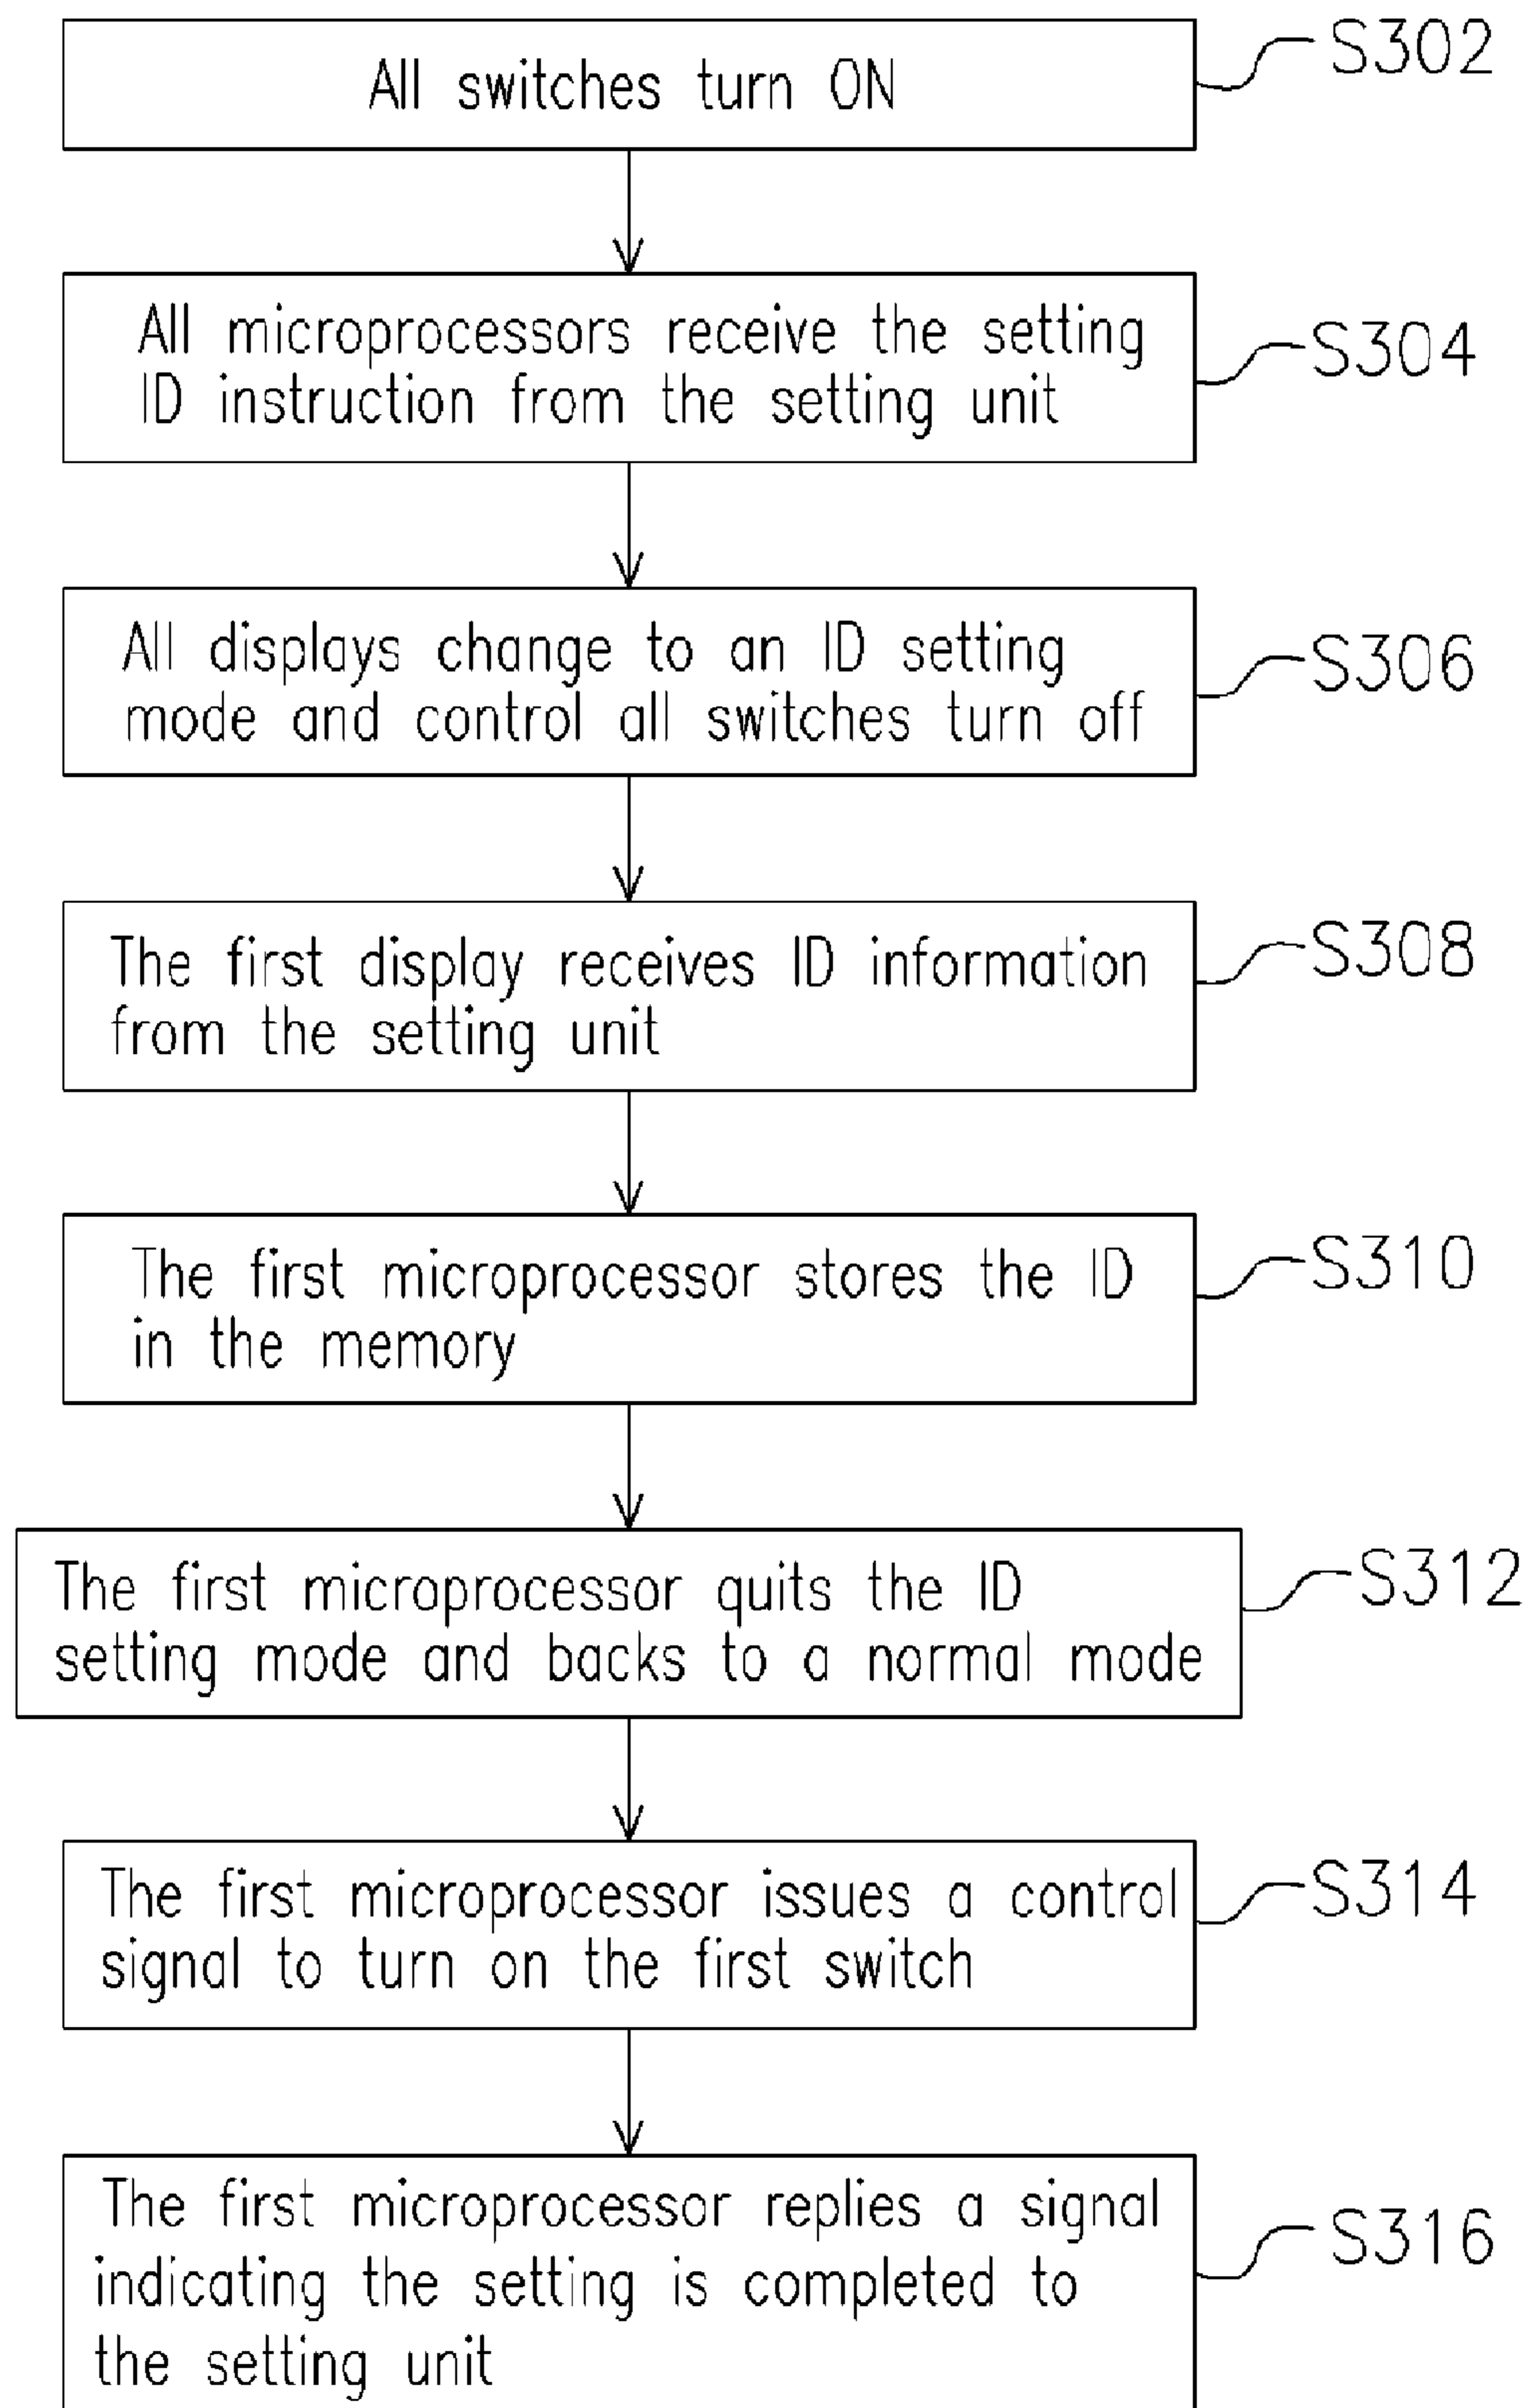 All switches turn ON
S302
All microprocessors receive the setting
ID instruction from the setting unit
S304
All displays change to an ID setting
mode and control all switches turn off
S306
The first display receives ID information
from the setting unit
S308
The first microprocessor stores the ID
in the memory
S310
The first microprocessor quits the ID
setting mode and backs to a normal mode
S312
The first microprocessor issues a control
signal to turn on the first switch
S314
The first microprocessor replies a signal
indicating the setting is completed to
the setting unit
S316